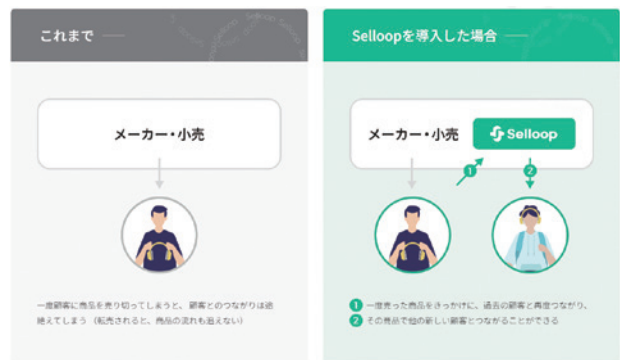 これまで
メーカー・小売
一度顧客に商品を売り切ってしまうと、顧客とのつながりは途
絶えてしまう（転売されると、商品の流れも追えない）
Selloopを導入した場合
メーカー・小売 Selloop
1 2
1 一度売った商品をきっかけに、過去の顧客と再度つながり、
2 その商品で他の新しい顧客とつながることができる